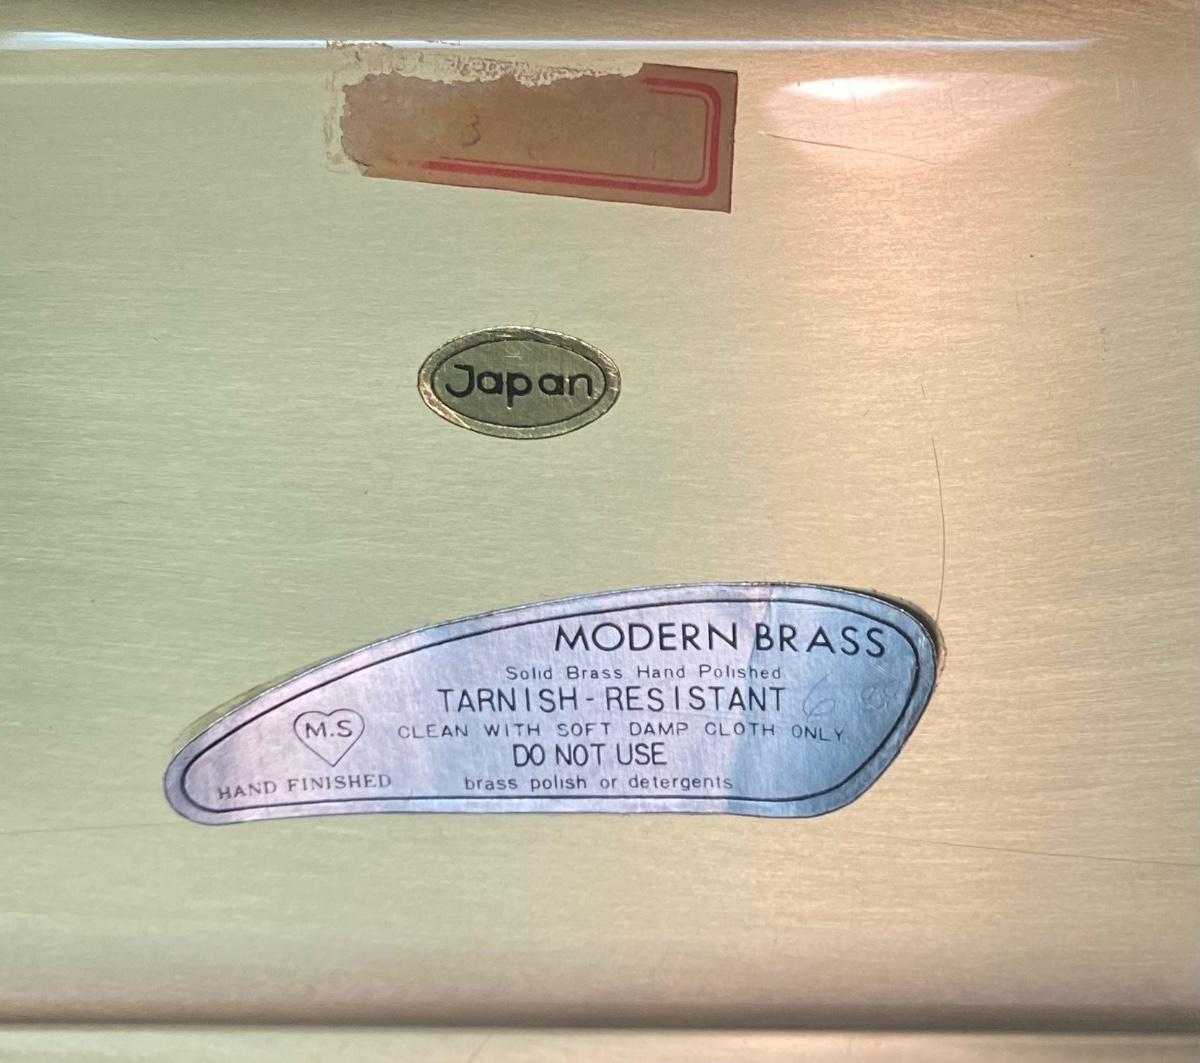 3
Japan
MODERN BRASS
Solid Brass Hand Polished
TARNISH-RESISTANT
CLEAN WITH SOFT DAMP CLOTH ONLY
DO NOT USE
brass polish or detergents
M.S
HAND FINISHED